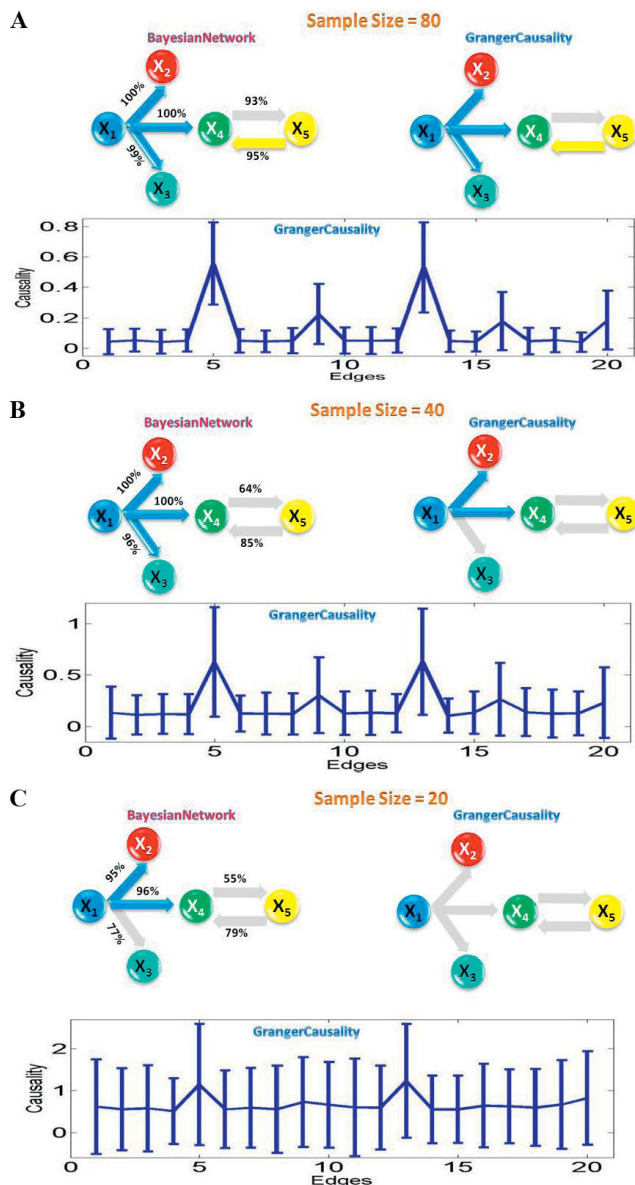 A
Sample Size = 80
BayesianNetwork
GrangerCausality
X2
X2
100%
93%
X1
100%
X4
X5
X1
X4
X5
99%
95%
X3
X3
GrangerCausality
0.8
0.6
0.4
0.2
0
Causality
0 5 10 15 20
Edges
B
Sample Size = 40
BayesianNetwork
GrangerCausality
X2
X2
100%
64%
X1
100%
X4
X5
X1
X4
X5
96%
85%
X3
X3
GrangerCausality
1
0.5
0
Causality
0 5 10 15 20
Edges
C
Sample Size = 20
BayesianNetwork
GrangerCausality
X2
X2
95%
55%
X1
96%
X4
X5
X1
X4
X5
77%
79%
X3
X3
GrangerCausality
2
1
0
Causality
0 5 10 15 20
Edges